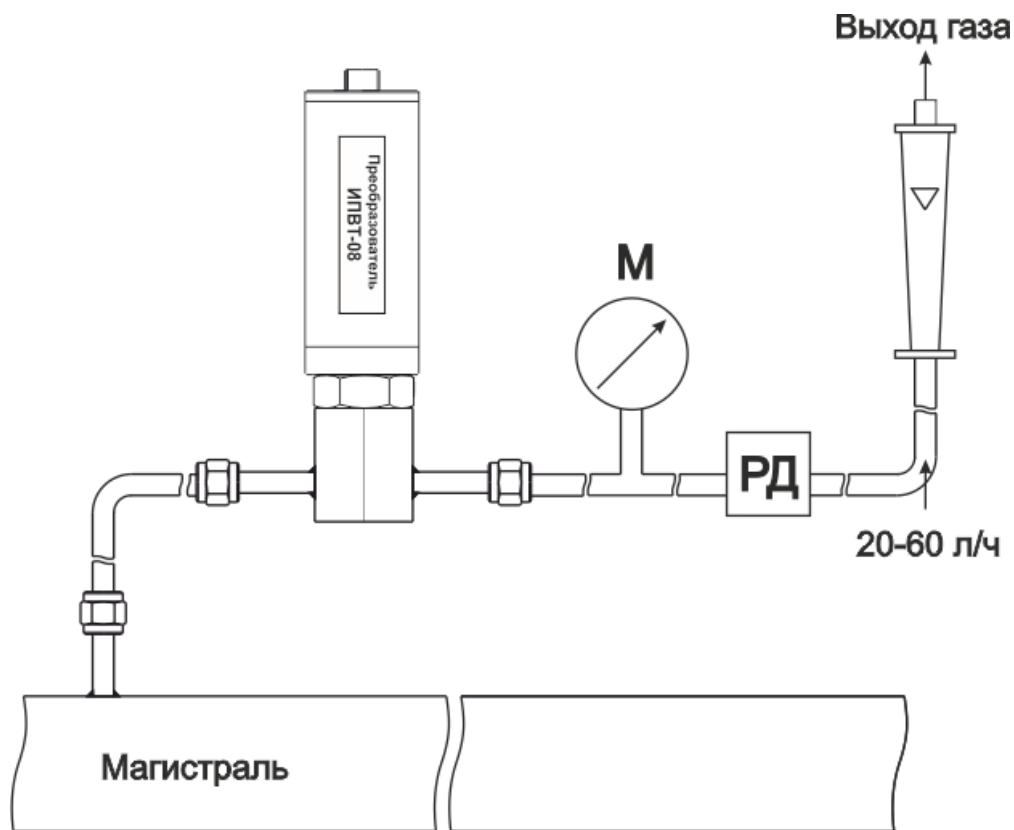 Выход газа
Преобразователь
ИПВТ-08
М
РД
20-60 л/ч
Магистраль